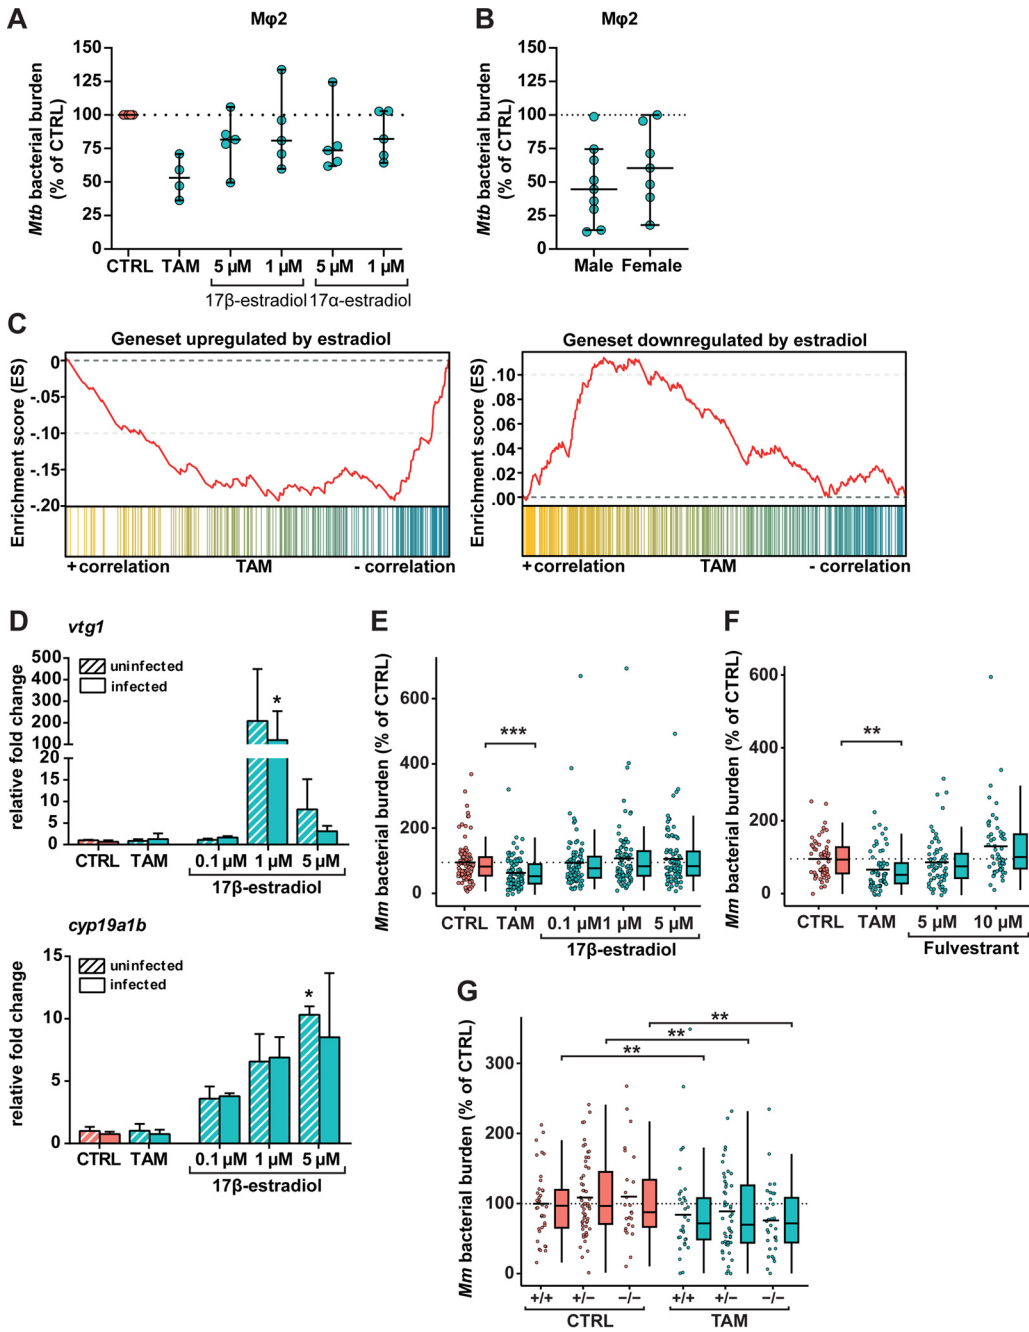 A
Mφ2
Mtb bacterial burden
(% of CTRL)
150
125
100
75
50
25
0
CTRL TAM 5 µM 1 µM 5 µM 1 µM
17β-estradiol 17α-estradiol
B
Mφ2
Mtb bacterial burden
(% of CTRL)
150
125
100
75
50
25
0
Male Female
C
Geneset upregulated by estradiol
Enrichment score (ES)
0
-.05
-.10
-.15
-.20
+ correlation TAM - correlation
Geneset downregulated by estradiol
Enrichment score (ES)
.10
.08
.06
.04
.02
.00
+ correlation TAM - correlation
D
vtg1
relative fold change
500
400
300
200
100
20
15
10
5
0
uninfected
infected
*
CTRL TAM 0.1 µM 1 µM 5 µM
17β-estradiol
cyp19a1b
relative fold change
15
10
5
0
uninfected
infected
*
CTRL TAM 0.1 µM 1 µM 5 µM
17β-estradiol
E
Mm bacterial burden (% of CTRL)
600
400
200
0
***
CTRL TAM 0.1 µM 1 µM 5 µM
17β-estradiol
F
Mm bacterial burden (% of CTRL)
600
400
200
0
**
CTRL TAM 5 µM 10 µM
Fulvestrant
G
Mm bacterial burden (% of CTRL)
300
200
100
0
**
**
**
+/+ +/− −/− +/+ +/− −/−
CTRL TAM